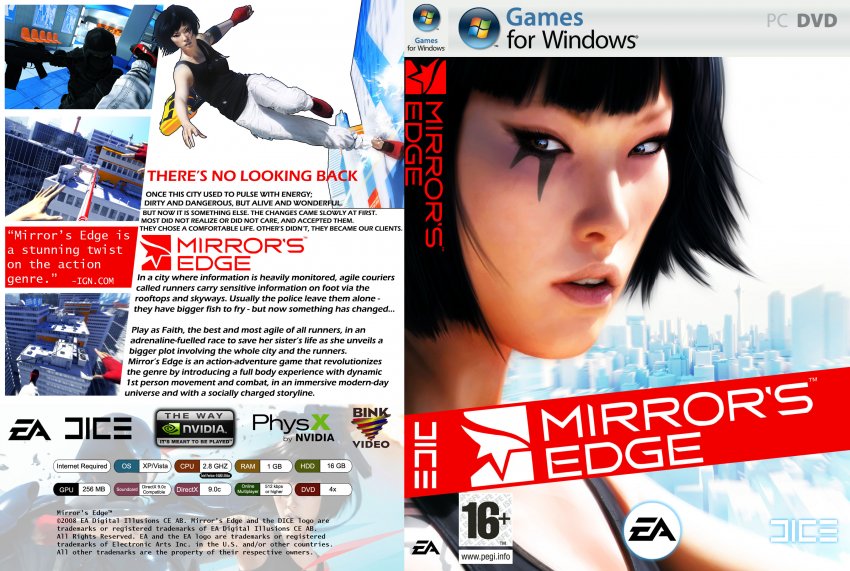 THERE'S NO LOOKING BACK
ONCE THIS CITY USED TO PULSE WITH ENERGY;
DIRTY AND DANGEROUS, BUT ALIVE AND WONDERFUL.
BUT NOW IT IS SOMETHING ELSE. THE CHANGES CAME SLOWLY AT FIRST.
MOST DID NOT REALIZE OR DID NOT CARE, AND ACCEPTED THEM.
THEY CHOSE A COMFORTABLE LIFE. OTHER'S DIDN'T, THEY BECAME OUR CLIENTS.
"Mirror's Edge is
a stunning twist
on the action
genre." -IGN.COM
MIRROR'S
EDGE
In a city where information is heavily monitored, agile couriers
called runners carry sensitive information on foot via the
rooftops and skyways. Usually the police leave them alone -
they have bigger fish to fry - but now something has changed...
Play as Faith, the best and most agile of all runners, in an
adrenaline-fuelled race to save her sister's life as she unveils a
bigger plot involving the whole city and the runners.
Mirror's Edge is an action-adventure game that revolutionizes
the genre by introducing a full body experience with dynamic
1st person movement and combat, in an immersive modern-day
universe and with a socially charged storyline.
EA DICE
THE WAY
NVIDIA.
IT'S MEANT TO BE PLAYED™
PhysX
by NVIDIA
BINK
VIDEO
Internet Required OS XP/Vista CPU 2.8 GHZ RAM 1 GB HDD 16 GB
GPU 256 MB Soundcard DirectX 9.0c Compatible DirectX 9.0c Online Multiplayer 512 kbps or higher DVD 4x
Mirror's Edge™
©2008 EA Digital Illusions CE AB. Mirror's Edge and the DICE logo are
trademarks or registered trademarks of EA Digital Illusions CE AB.
All Rights Reserved. EA and the EA logo are trademarks or registered
trademarks of Electronic Arts Inc. in the U.S. and/or other countries.
All other trademarks are the property of their respective owners.
Games
for Windows
MIRROR'S
EDGE
DICE
EA
Games
for Windows®
PC DVD
MIRROR'S™
EDGE
16+
www.pegi.info
EA
DICE